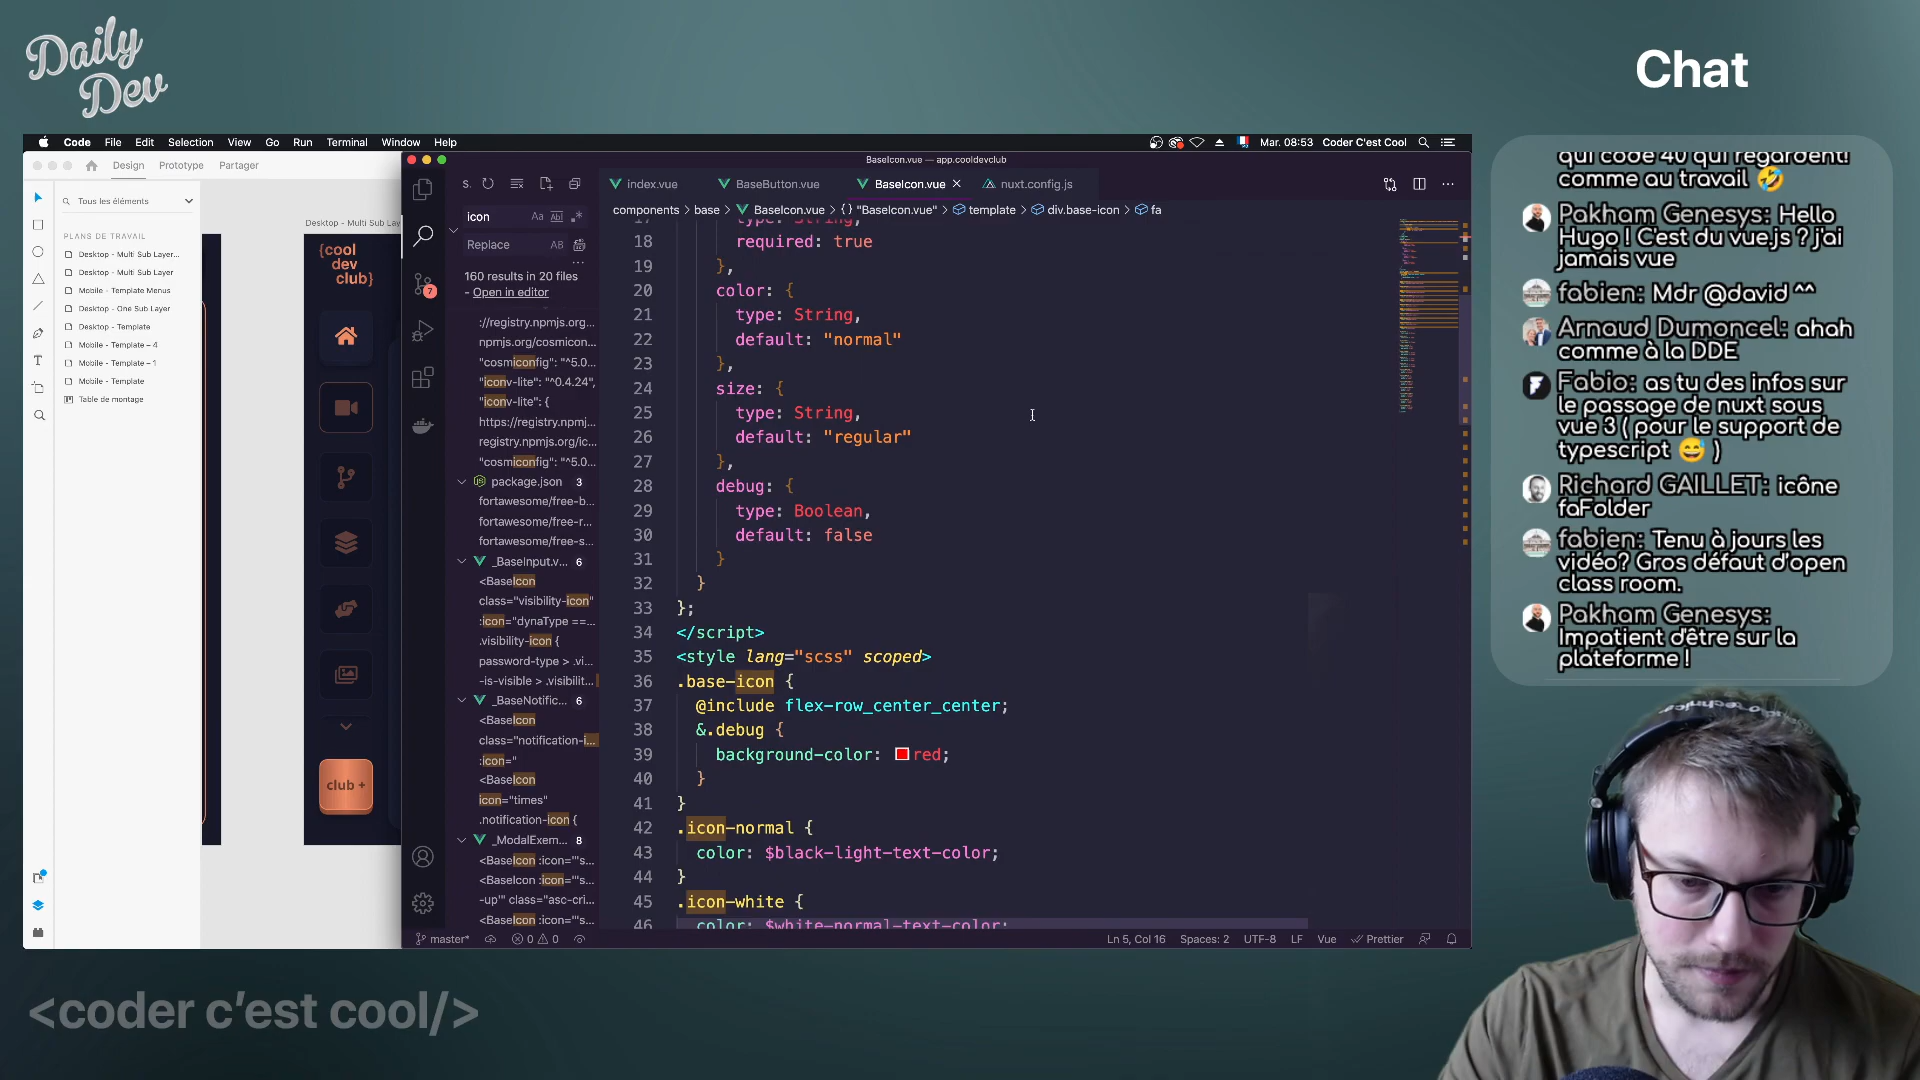 Daily
Dev
Chat
Code File Edit Selection View Go Run Terminal Window Help
Mar. 08:53 Coder C'est Cool
Design Prototype Partager
Tous les éléments
PLANS DE TRAVAIL
Desktop - Multi Sub Layer...
Desktop - Multi Sub Layer
Mobile - Template Menus
Desktop - One Sub Layer
Desktop - Template
Mobile - Template – 4
Mobile - Template – 1
Mobile - Template
Table de montage
Desktop - Multi Sub Lay
{cool
dev
club}
club +
BaseIcon.vue — app.cooldevclub
S.
index.vue
BaseButton.vue
BaseIcon.vue
nuxt.config.js
icon
Replace
160 results in 20 files
- Open in editor
7
://registry.npmjs.org...
npmjs.org/cosmicon...
"cosmiconfig": "^5.0...
"iconv-lite": "^0.4.24",
"iconv-lite": {
https://registry.npmj...
registry.npmjs.org/ic...
"cosmiconfig": "^5.0...
package.json 3
fortawesome/free-b...
fortawesome/free-r...
fortawesome/free-s...
_BaseInput.v... 6
<BaseIcon
class="visibility-icon"
:icon="dynaType ==...
.visibility-icon {
password-type > .vi...
-is-visible > .visibilit...
_BaseNotific... 6
<BaseIcon
class="notification-i...
:icon="
<BaseIcon
icon="times"
.notification-icon {
_ModalExem... 8
<BaseIcon :icon="'s...
<BaseIcon :icon="'s...
-up'" class="asc-cri...
<BaseIcon :icon="'s...
components > base > BaseIcon.vue > {} "BaseIcon.vue" > template > div.base-icon > fa
17 type: String,
18 required: true
19 },
20 color: {
21 type: String,
22 default: "normal"
23 },
24 size: {
25 type: String,
26 default: "regular"
27 },
28 debug: {
29 type: Boolean,
30 default: false
31 }
32 }
33 };
34 </script>
35 <style lang="scss" scoped>
36 .base-icon {
37 @include flex-row_center_center;
38 &.debug {
39 background-color: red;
40 }
41 }
42 .icon-normal {
43 color: $black-light-text-color;
44 }
45 .icon-white {
46 color: $white-normal-text-color;
master* 0 0 Ln 5, Col 16 Spaces: 2 UTF-8 LF Vue Prettier
qui code 40 qui regardent!
comme au travail 🤣
Pakham Genesys: Hello
Hugo ! C'est du vue.js ? j'ai
jamais vue
fabien: Mdr @david ^^
Arnaud Dumoncel: ahah
comme à la DDE
Fabio: as tu des infos sur
le passage de nuxt sous
vue 3 ( pour le support de
typescript 😅 )
Richard GAILLET: icône
faFolder
fabien: Tenu à jours les
vidéo? Gros défaut d'open
class room.
Pakham Genesys:
Impatient d'être sur la
plateforme !
<coder c'est cool/>